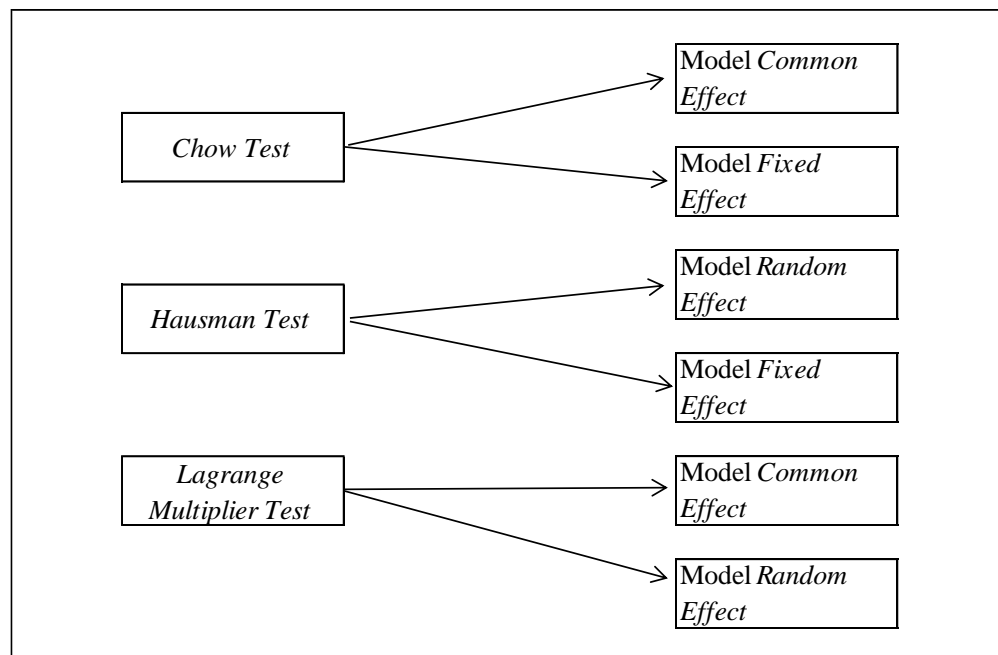 Model Common
Effect
Chow Test
Model Fixed
Effect
Model Random
Effect
Hausman Test
Model Fixed
Effect
Lagrange
Multiplier Test
Model Common
Effect
Model Random
Effect